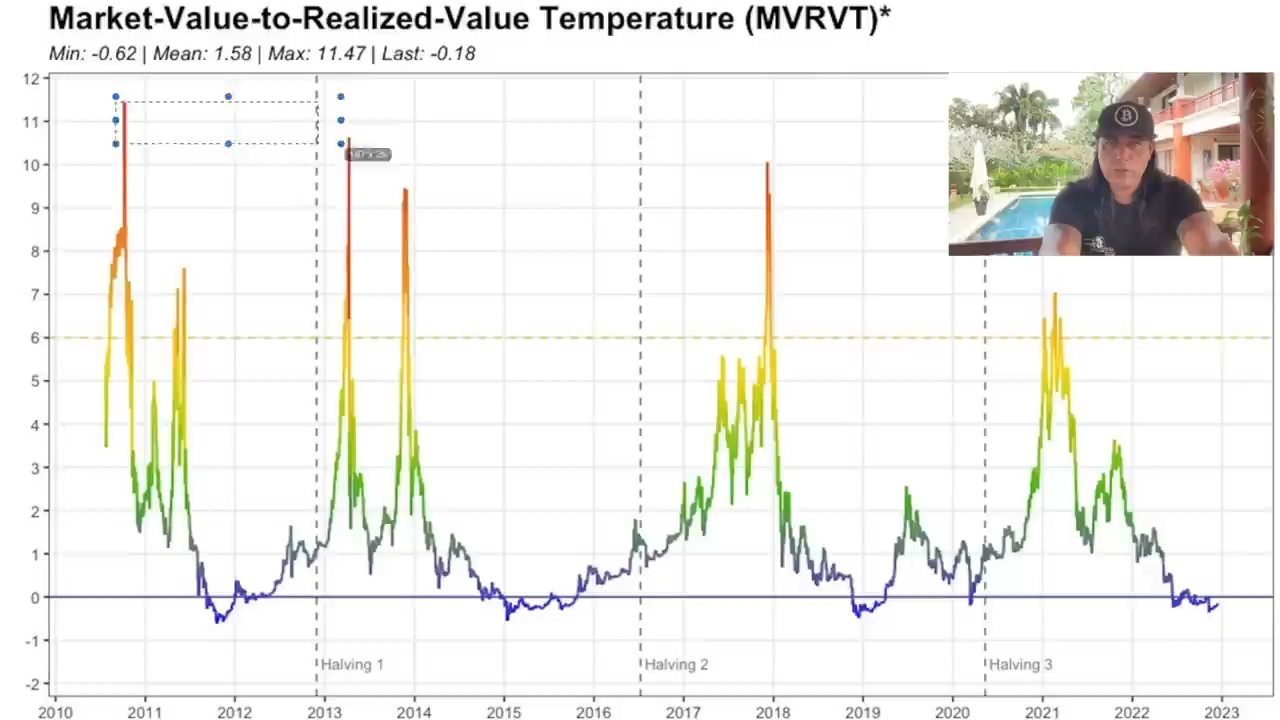 Market-Value-to-Realized-Value Temperature (MVRVT)*
Min: -0.62 | Mean: 1.58 | Max: 11.47 | Last: -0.18
12
11
10
9
8
7
6
5
4
3
2
1
0
-1
-2
Halving 1
Halving 2
Halving 3
2010 2011 2012 2013 2014 2015 2016 2017 2018 2019 2020 2021 2022 2023